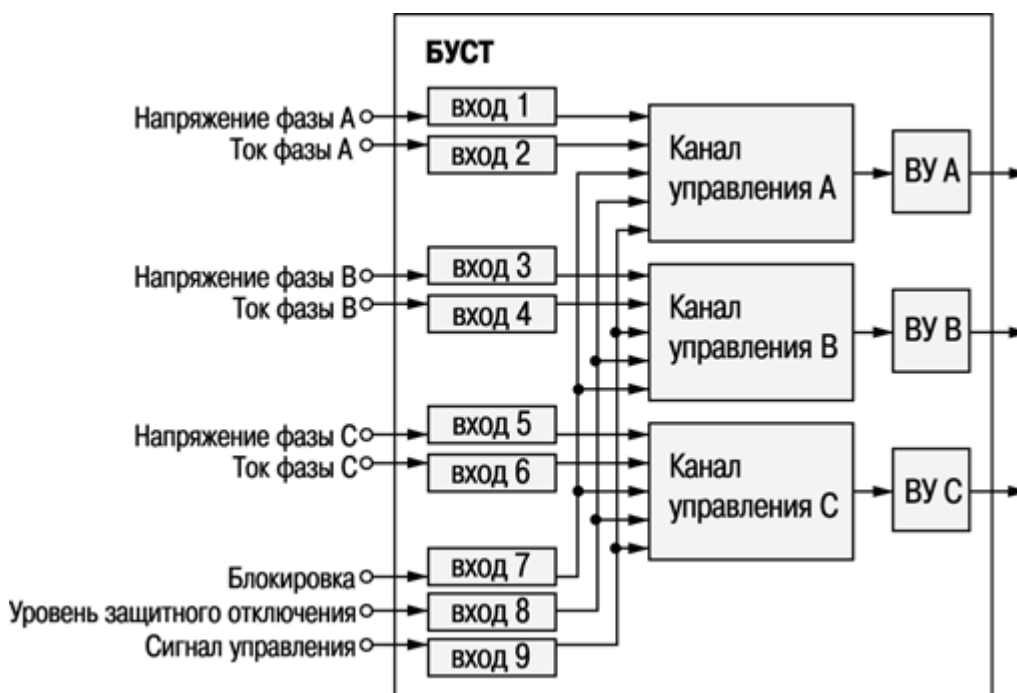 БУСТ
Напряжение фазы А
вход 1
Ток фазы А
вход 2
Канал
управления А
ВУ А
Напряжение фазы В
вход 3
Ток фазы В
вход 4
Канал
управления В
ВУ В
Напряжение фазы С
вход 5
Ток фазы С
вход 6
Канал
управления С
ВУ С
Блокировка
вход 7
Уровень защитного отключения
вход 8
Сигнал управления
вход 9